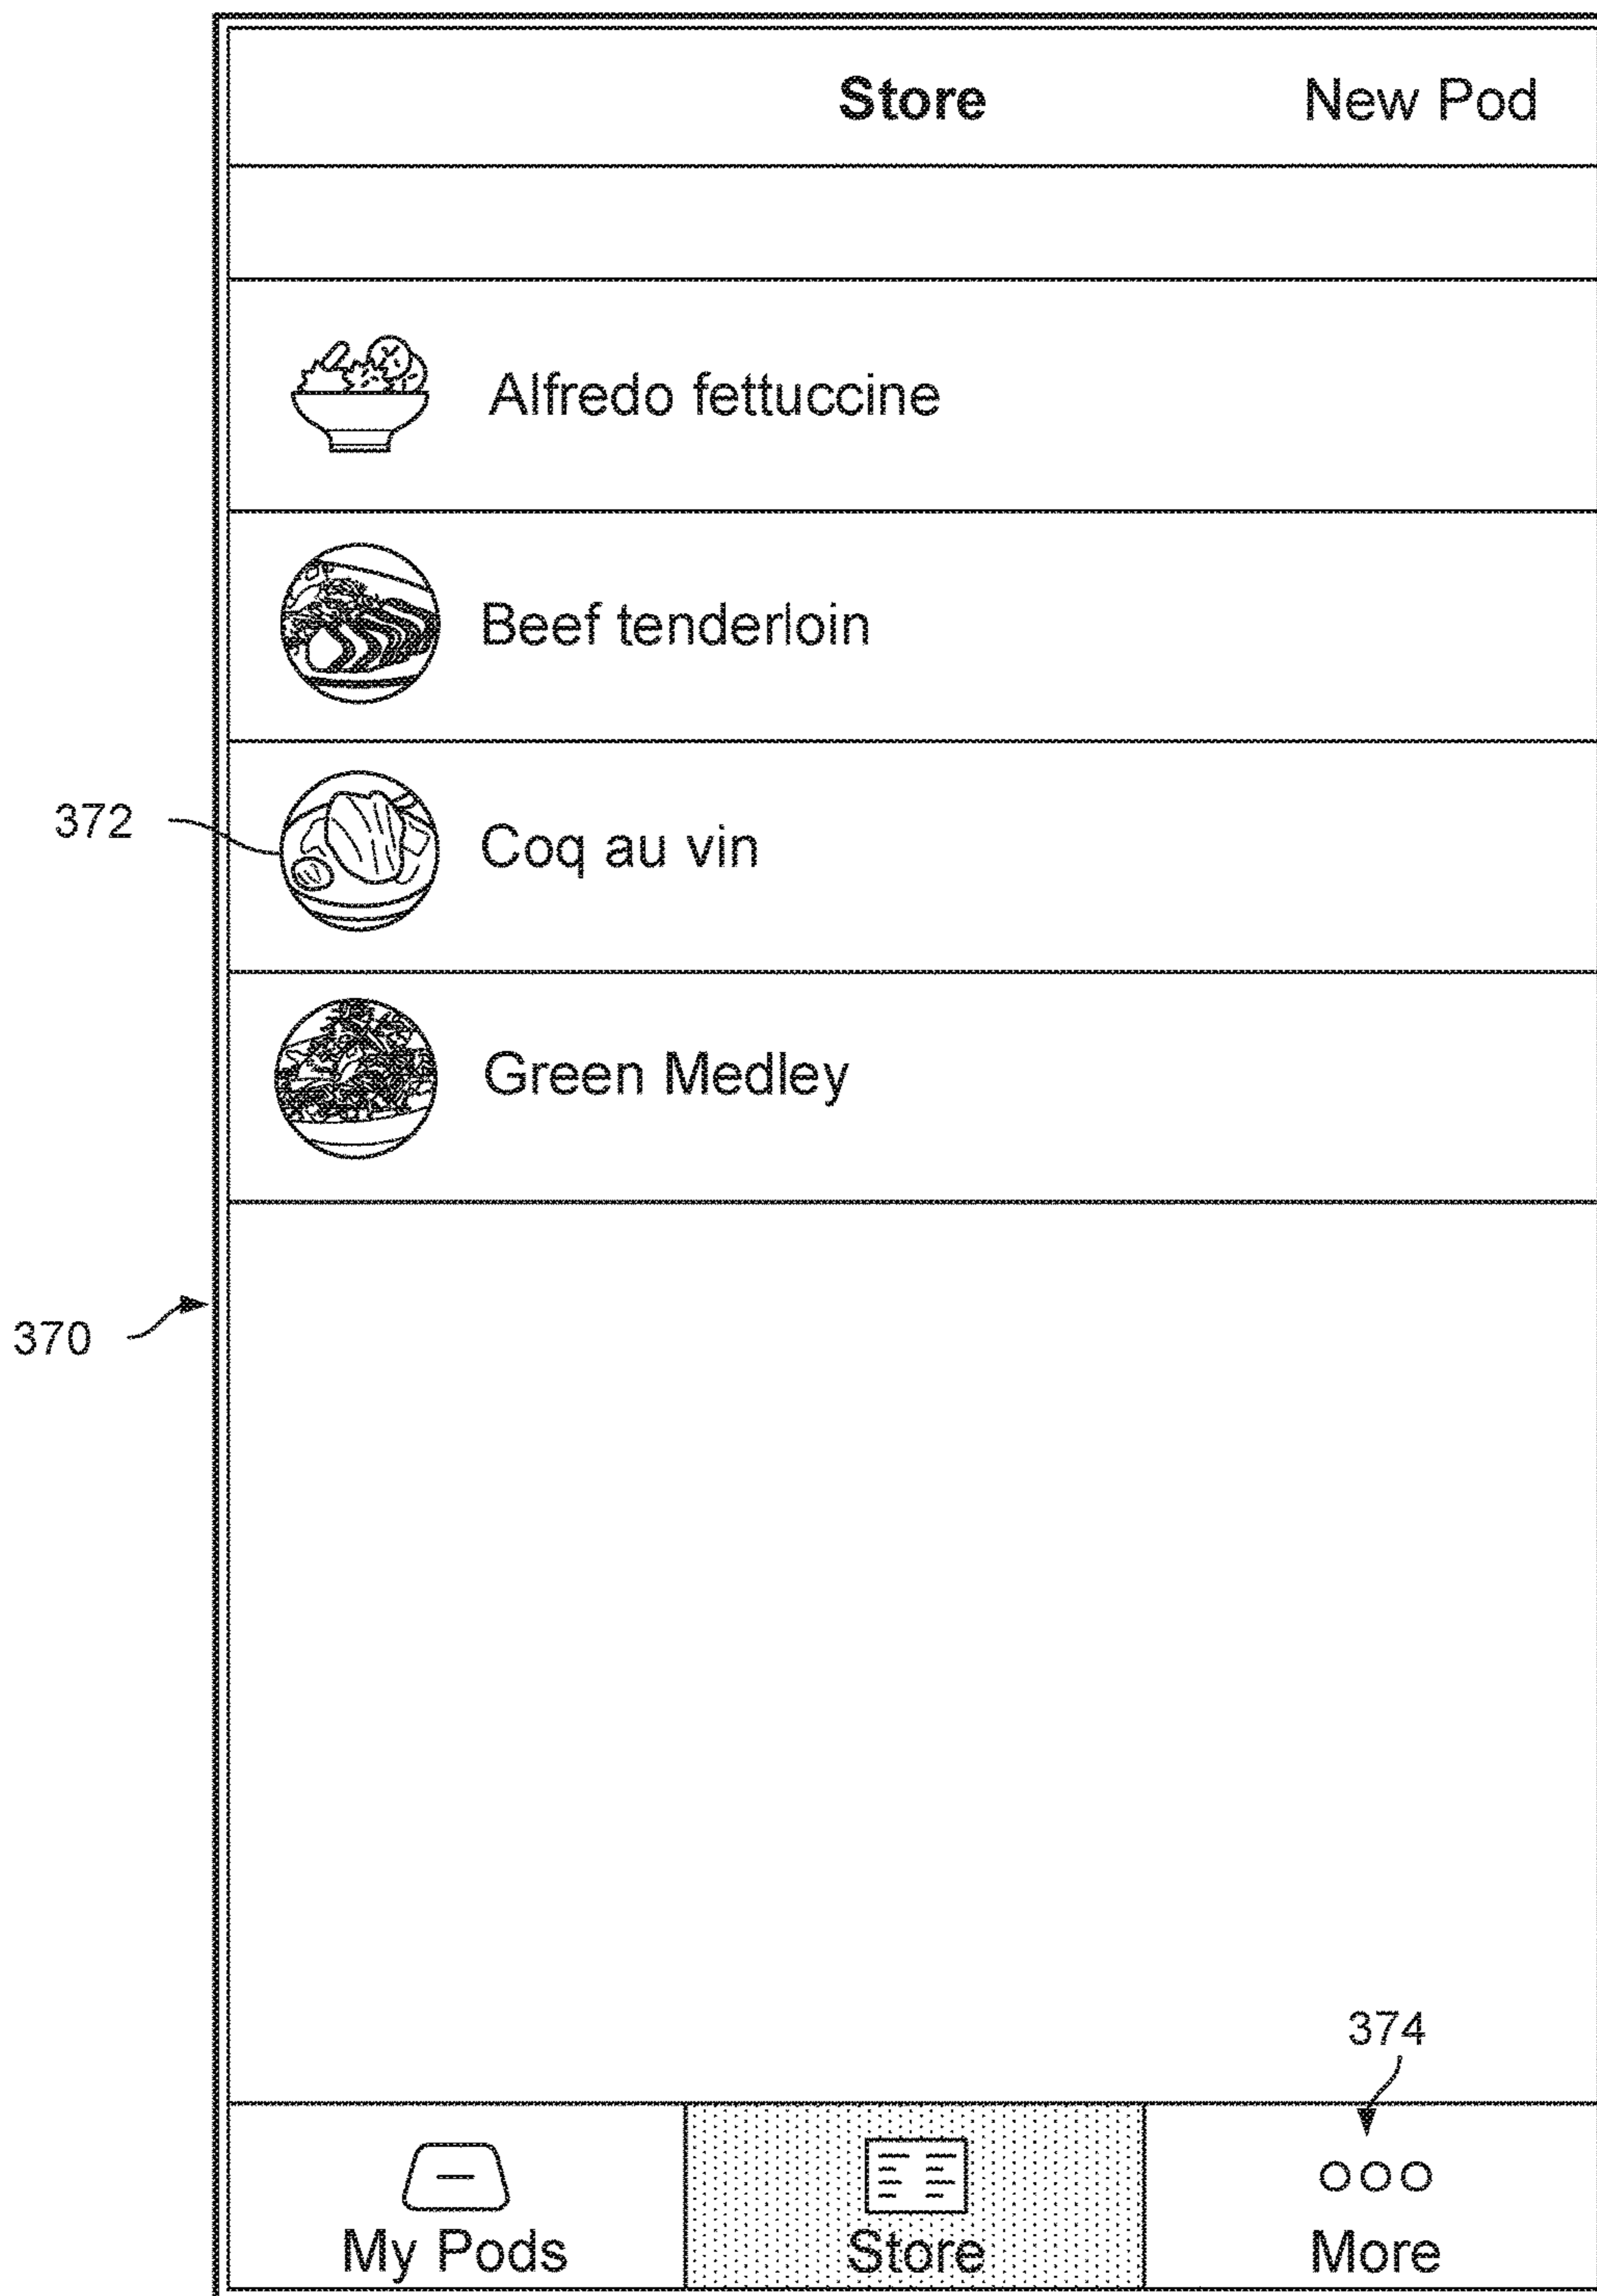 Store New Pod
Alfredo fettuccine
Beef tenderloin
372
Coq au vin
Green Medley
370
374
My Pods Store More